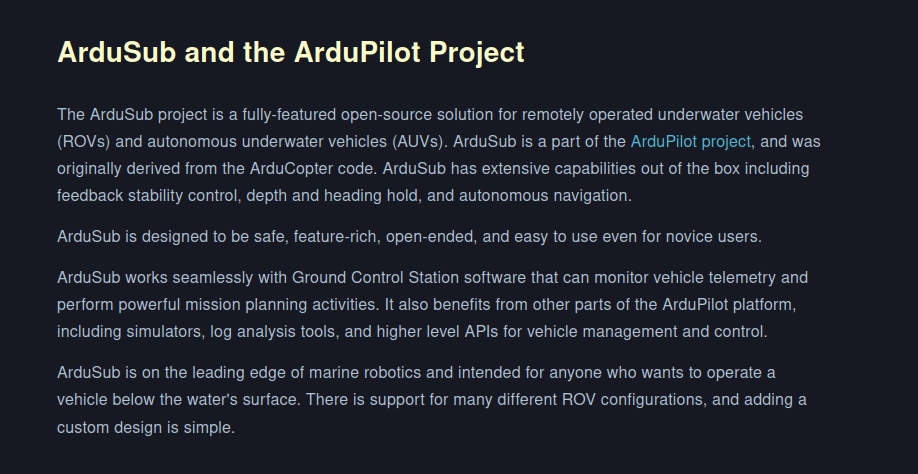 ArduSub and the ArduPilot Project
The ArduSub project is a fully-featured open-source solution for remotely operated underwater vehicles
(ROVs) and autonomous underwater vehicles (AUVs). ArduSub is a part of the ArduPilot project, and was
originally derived from the ArduCopter code. ArduSub has extensive capabilities out of the box including
feedback stability control, depth and heading hold, and autonomous navigation.
ArduSub is designed to be safe, feature-rich, open-ended, and easy to use even for novice users.
ArduSub works seamlessly with Ground Control Station software that can monitor vehicle telemetry and
perform powerful mission planning activities. It also benefits from other parts of the ArduPilot platform,
including simulators, log analysis tools, and higher level APIs for vehicle management and control.
ArduSub is on the leading edge of marine robotics and intended for anyone who wants to operate a
vehicle below the water's surface. There is support for many different ROV configurations, and adding a
custom design is simple.